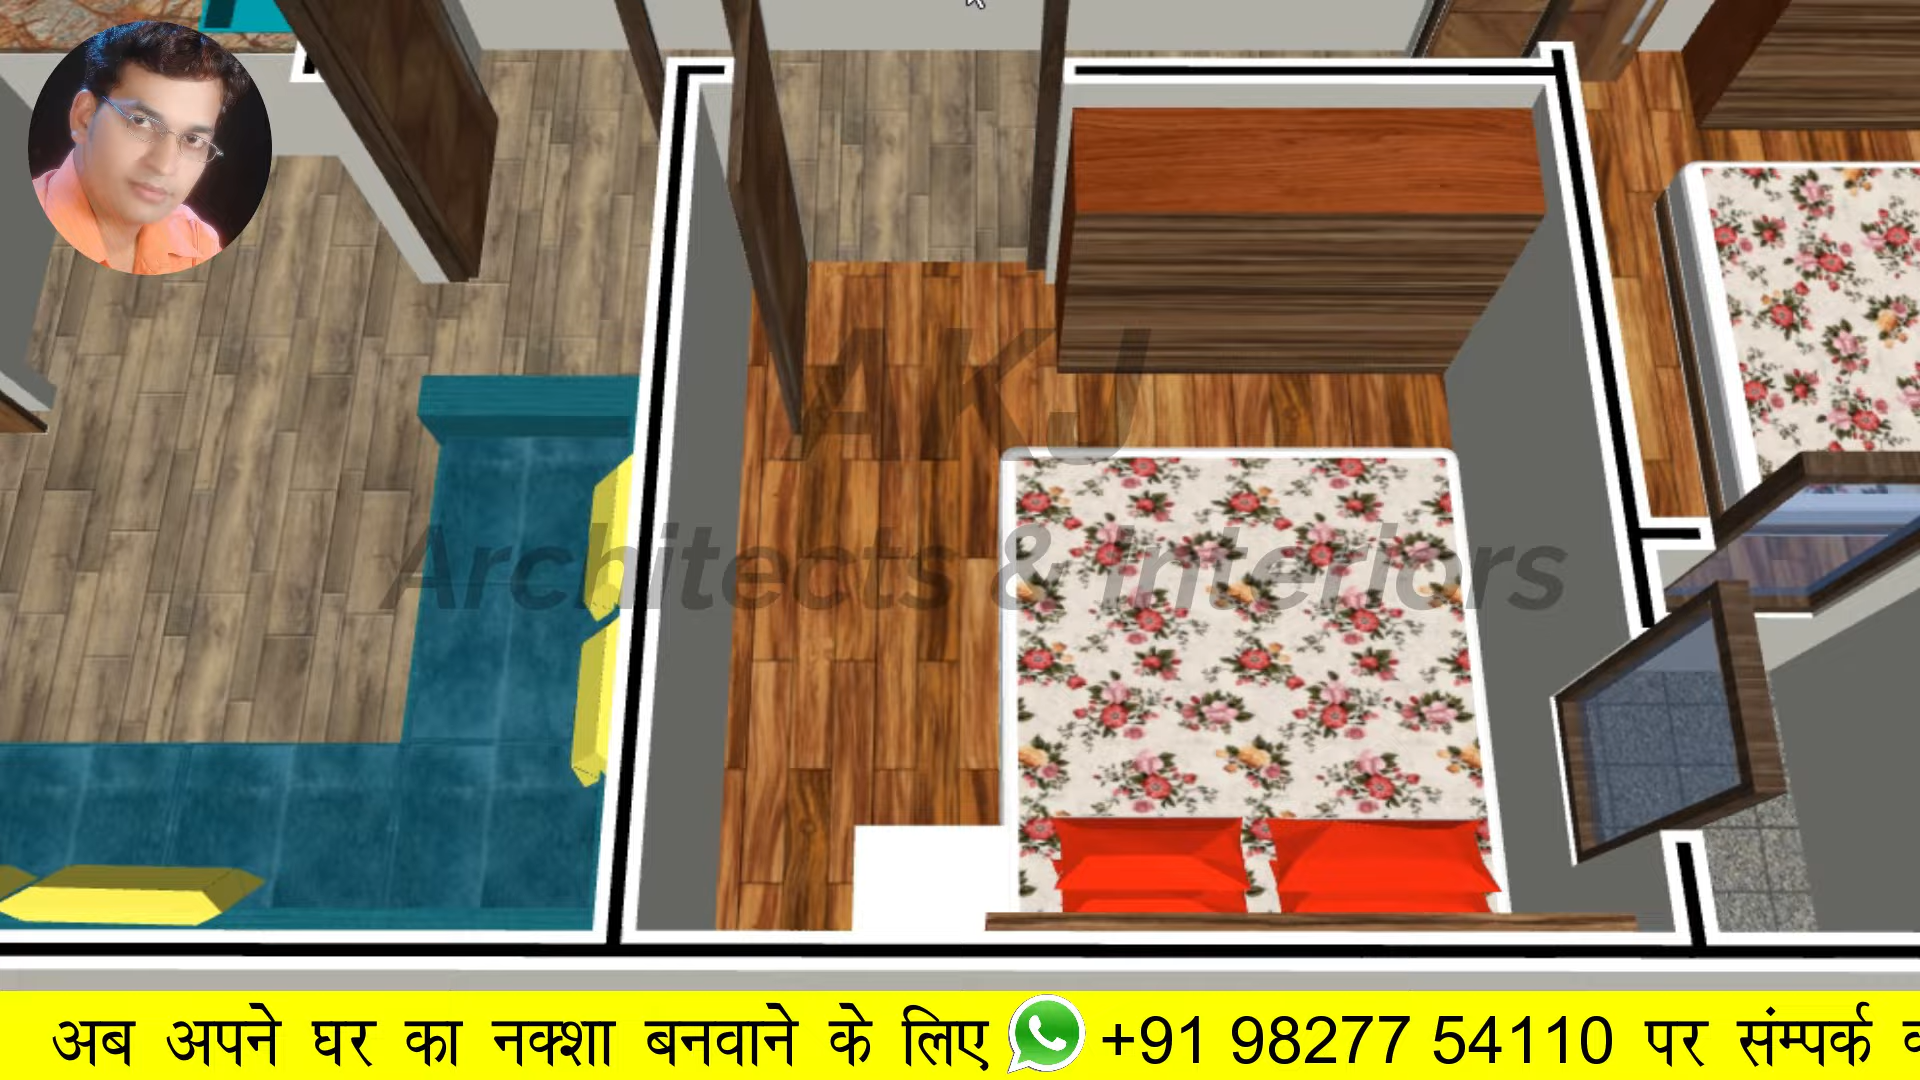 AKJ
Architects & Interiors
अब अपने घर का नक्शा बनवाने के लिए +91 98277 54110 पर संम्पर्क